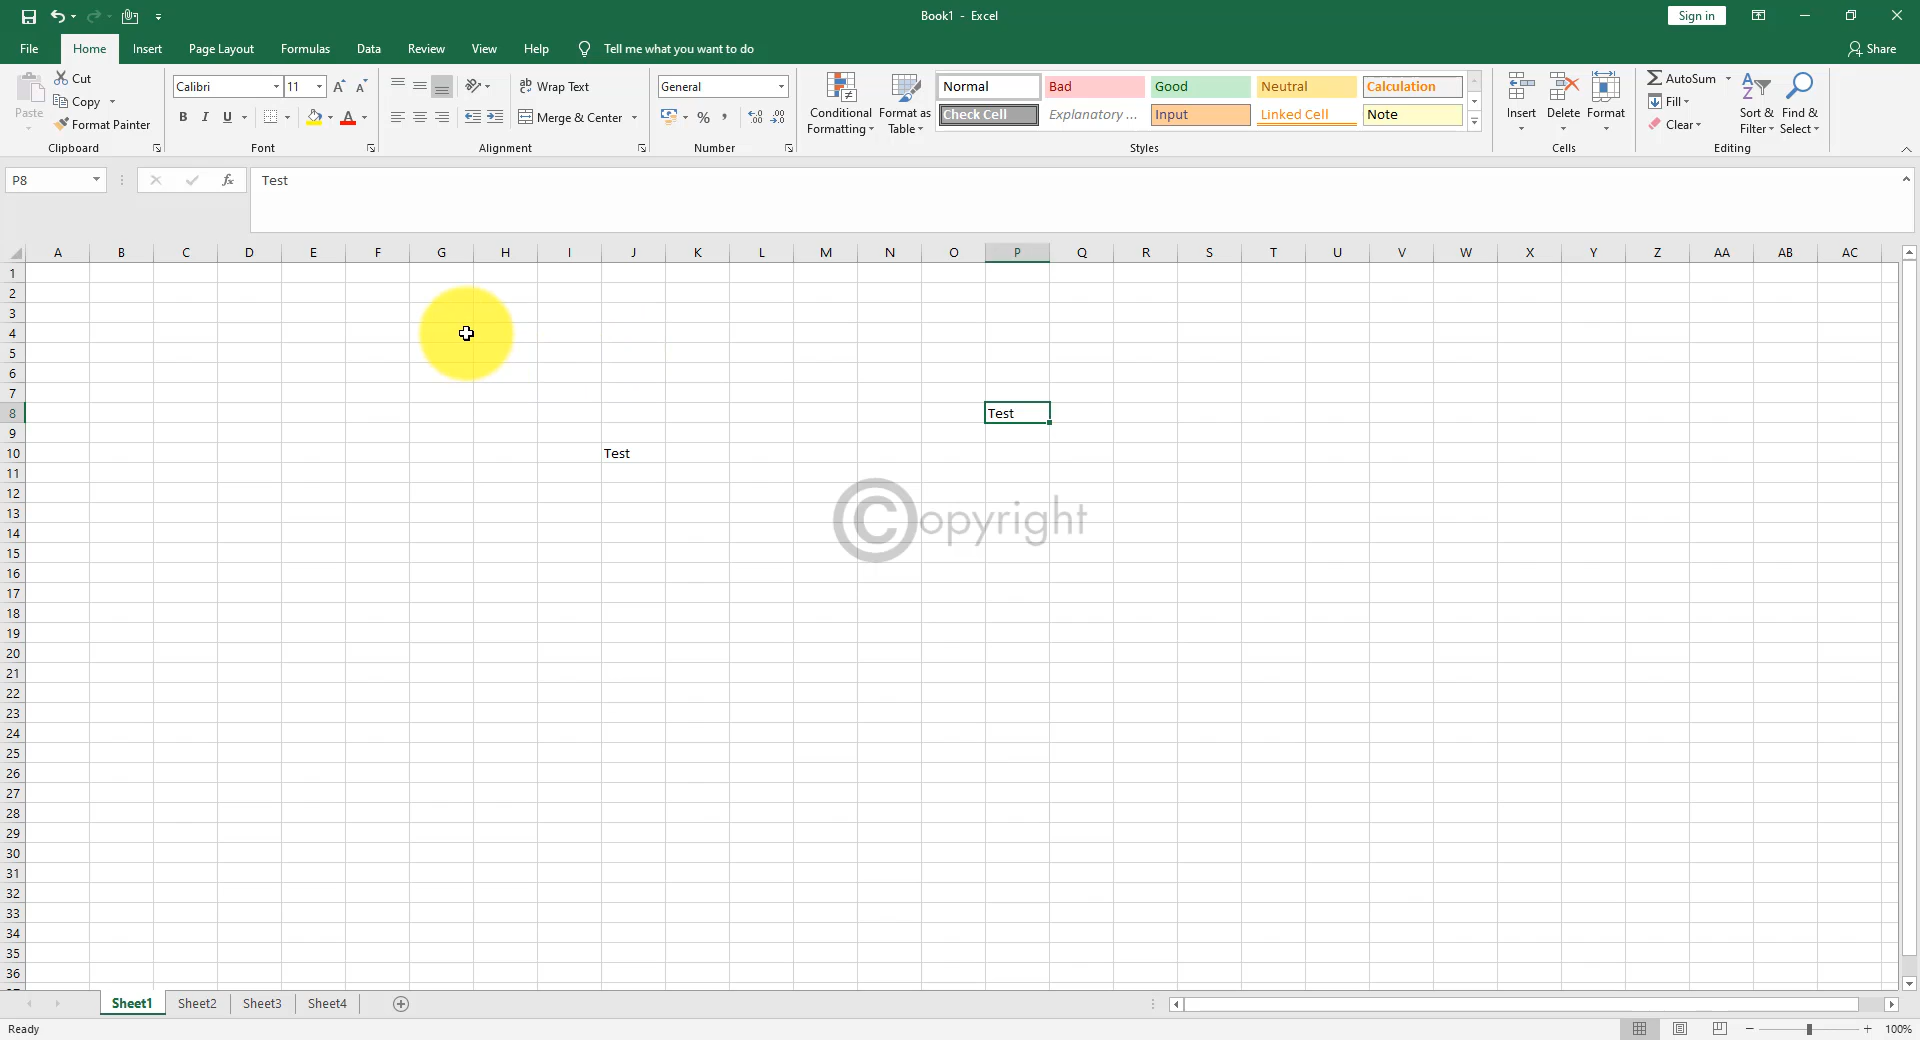 Book1 - Excel
Sign in
File Home Insert Page Layout Formulas Data Review View Help Tell me what you want to do Share
Paste
Cut
Copy
Format Painter
Clipboard
Calibri 11
B I U
Font
Wrap Text
Merge & Center
Alignment
General
Number
Conditional Formatting
Format as Table
Normal Bad Good Neutral Calculation
Check Cell Explanatory ... Input Linked Cell Note
Styles
Insert Delete Format
Cells
AutoSum
Fill
Clear
Sort & Filter
Find & Select
Editing
P8 fx Test
A B C D E F G H I J K L M N O P Q R S T U V W X Y Z AA AB AC
1
2
3
4
5
6
7
8 Test
9
10 Test
11
12
13
©opyright
14
15
16
17
18
19
20
21
22
23
24
25
26
27
28
29
30
31
32
33
34
35
36
Sheet1 Sheet2 Sheet3 Sheet4
Ready 100%